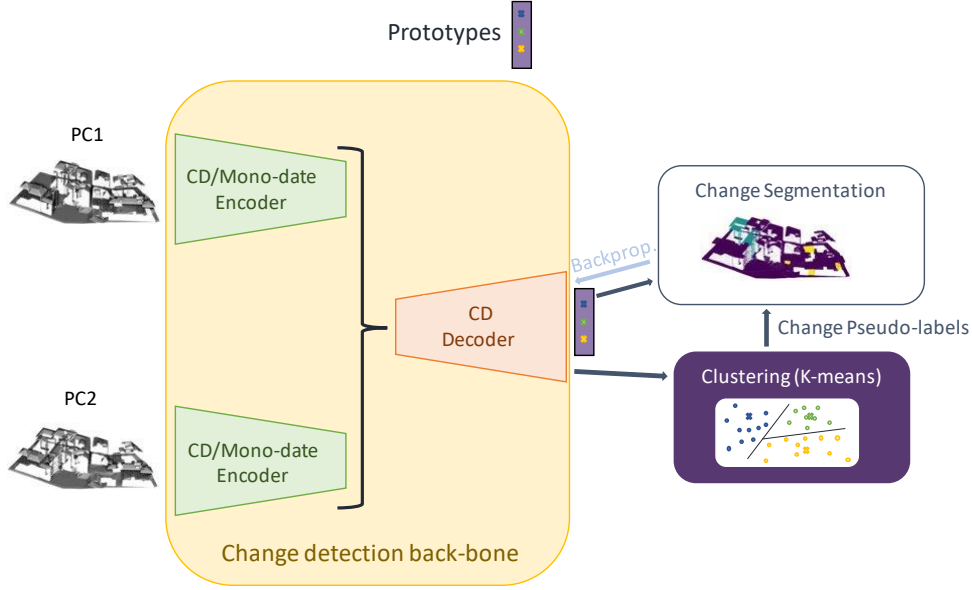 Prototypes
PC1
CD/Mono-date
Encoder
Change Segmentation
Backprop.
CD
Decoder
Change Pseudo-labels
Clustering (K-means)
PC2
CD/Mono-date
Encoder
Change detection back-bone